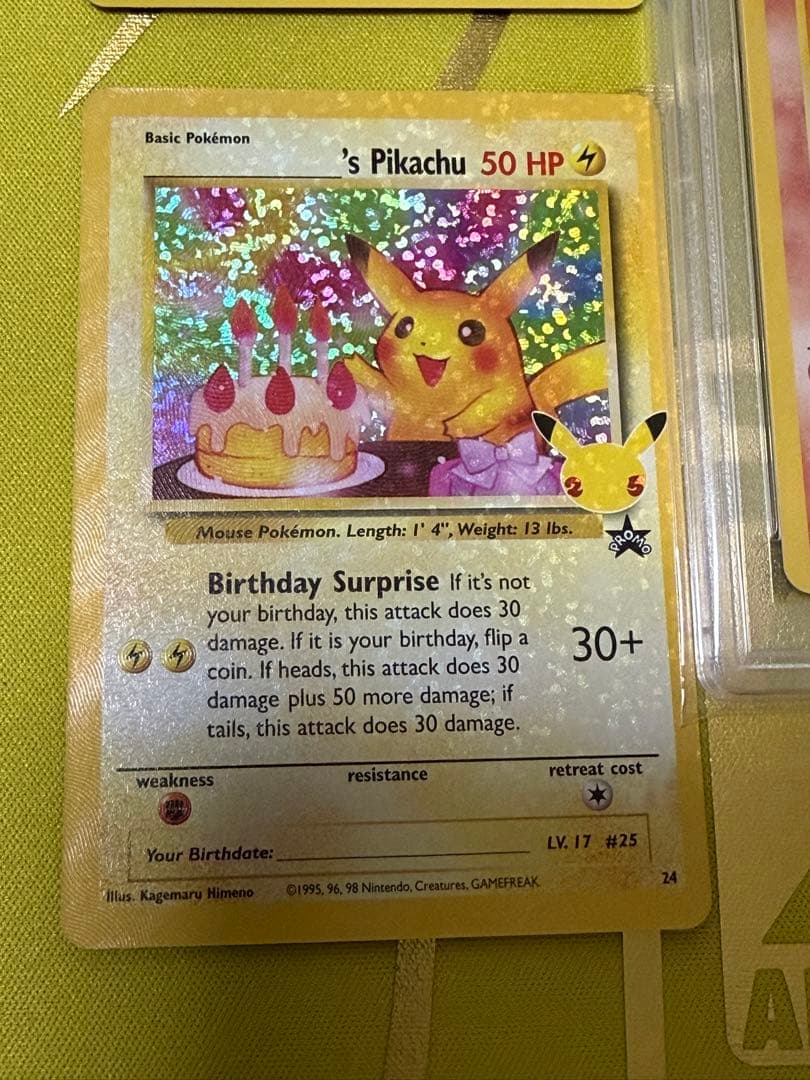 Basic Pokémon
____________'s Pikachu 50 HP
25
Mouse Pokémon. Length: 1' 4", Weight: 13 lbs.
PROMO
Birthday Surprise If it's not
your birthday, this attack does 30
damage. If it is your birthday, flip a
coin. If heads, this attack does 30
damage plus 50 more damage; if
tails, this attack does 30 damage.
30+
weakness
resistance
retreat cost
Your Birthdate:____________
LV. 17 #25
Illus. Kagemaru Himeno
©1995, 96, 98 Nintendo, Creatures, GAMEFREAK
24